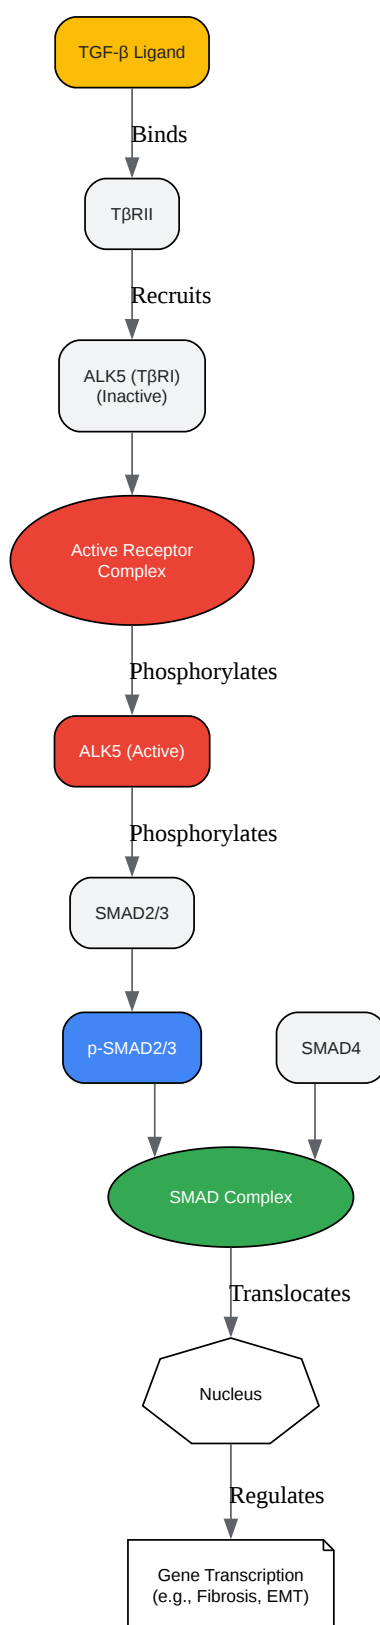 TGF-β Ligand
Binds
TβRII
Recruits
ALK5 (TβRI)
(Inactive)
Active Receptor
Complex
Phosphorylates
ALK5 (Active)
Phosphorylates
SMAD2/3
p-SMAD2/3
SMAD4
SMAD Complex
Translocates
Nucleus
Regulates
Gene Transcription
(e.g., Fibrosis, EMT)